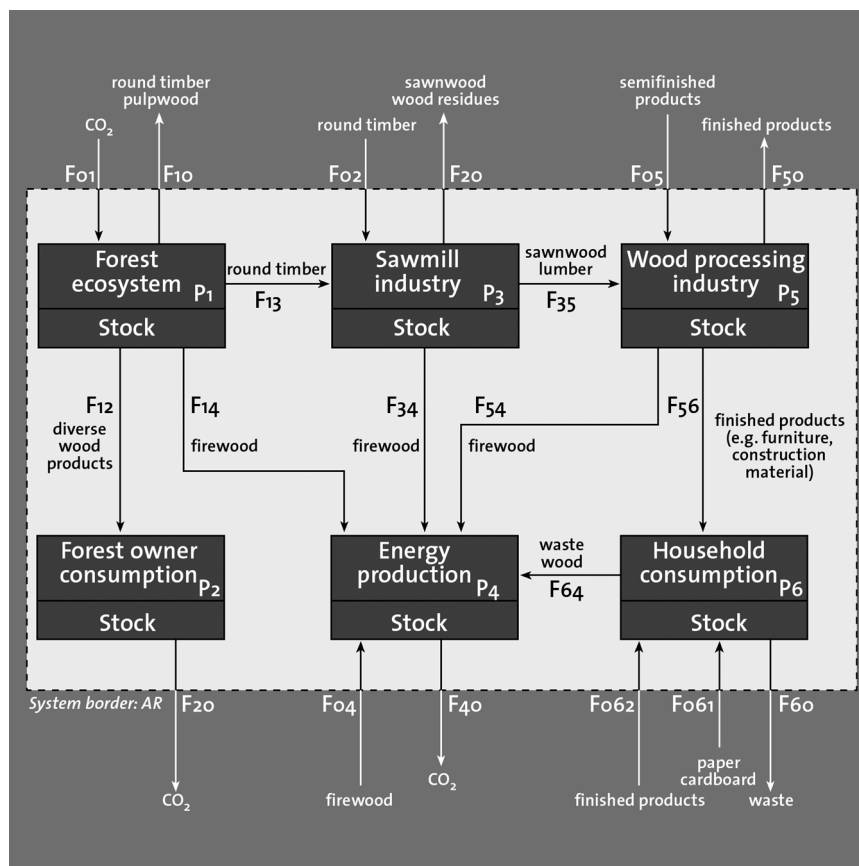 round timber
pulpwood
sawnwood
wood residues
semifinished
products
CO₂
round timber
finished products
F01
F10
F02
F20
F05
F50
Forest
ecosystem P1
Stock
round timber
F13
Sawmill
industry P3
Stock
sawnwood
lumber
F35
Wood processing
industry P5
Stock
F12
diverse
wood
products
F14
firewood
F34
firewood
F54
firewood
F56
finished products
(e.g. furniture,
construction
material)
Forest owner
consumption P2
Stock
Energy
production P4
Stock
waste
wood
F64
Household
consumption P6
Stock
System border: AR
F20
F04
F40
F062
F061
F60
CO₂
firewood
CO₂
finished products
paper
cardboard
waste